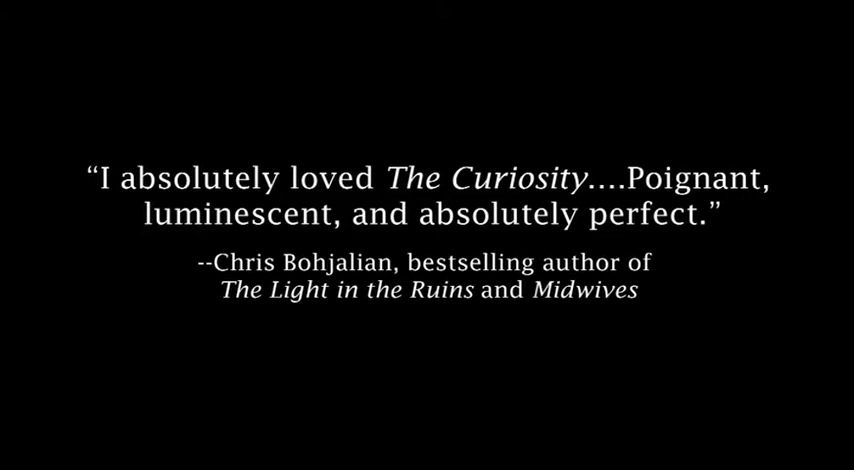 “I absolutely loved The Curiosity....Poignant,
luminescent, and absolutely perfect.”
--Chris Bohjalian, bestselling author of
The Light in the Ruins and Midwives